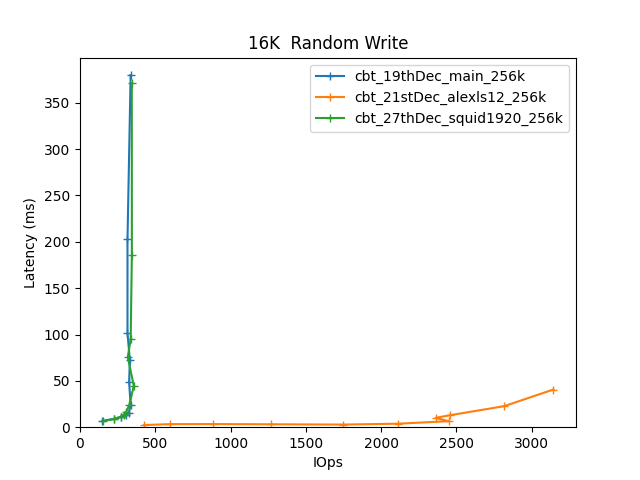 16K  Random Write
cbt_19thDec_main_256k
cbt_21stDec_alexls12_256k
cbt_27thDec_squid1920_256k
Latency (ms)
350
300
250
200
150
100
50
0
0 500 1000 1500 2000 2500 3000
IOps